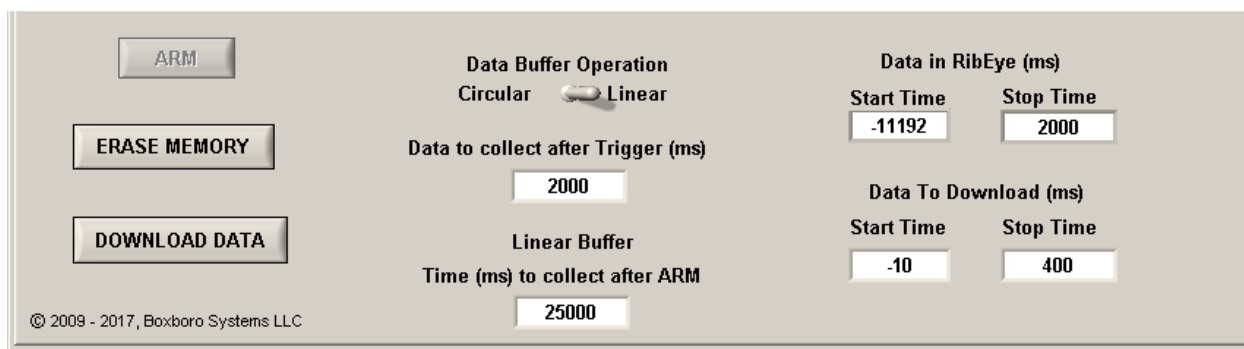 ARM
ERASE MEMORY
DOWNLOAD DATA
© 2009 - 2017, Boxboro Systems LLC
Data Buffer Operation
Circular Linear
Data to collect after Trigger (ms)
2000
Linear Buffer
Time (ms) to collect after ARM
25000
Data in RibEye (ms)
Start Time Stop Time
-11192 2000
Data To Download (ms)
Start Time Stop Time
-10 400